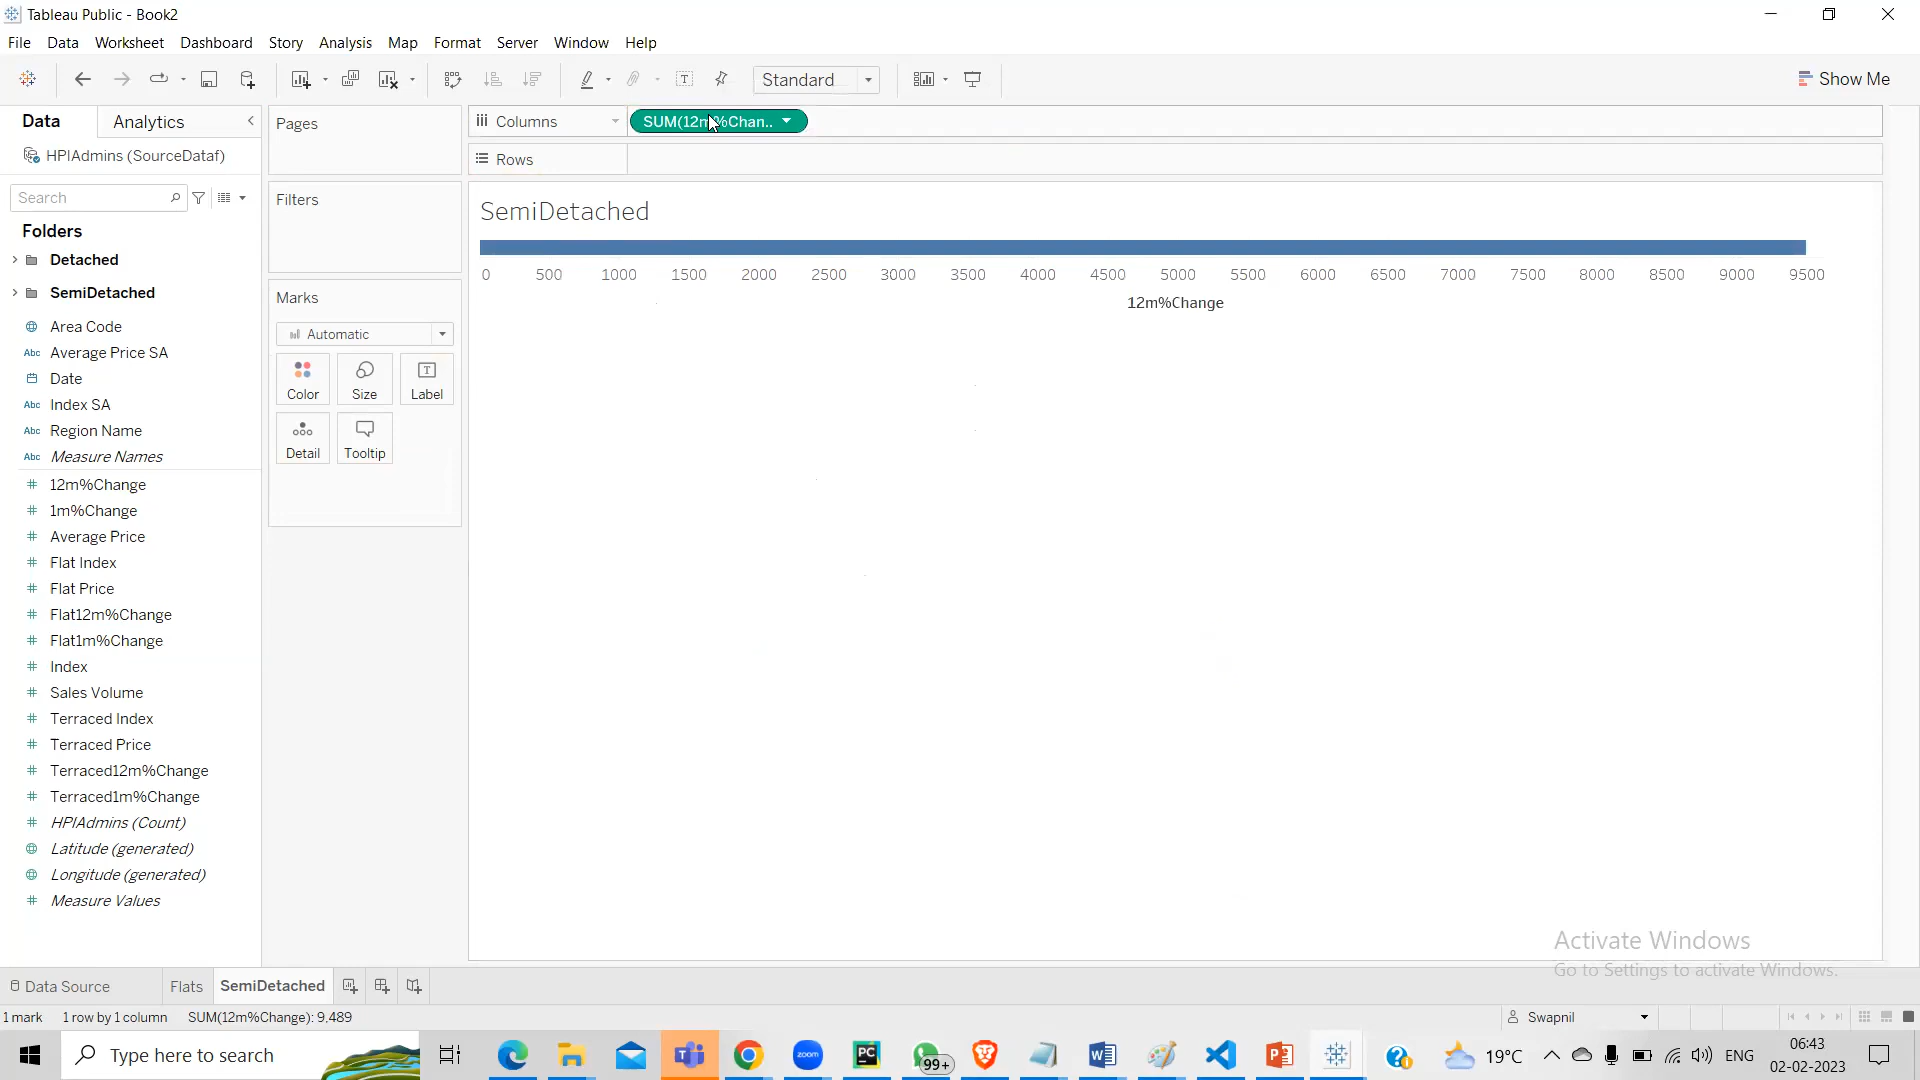 Tableau Public - Book2
File Data Worksheet Dashboard Story Analysis Map Format Server Window Help
Standard
Show Me
Data
Analytics
HPIAdmins (SourceDataf)
Search
Folders
Detached
SemiDetached
Area Code
Abc Average Price SA
Date
Abc Index SA
Abc Region Name
Abc Measure Names
12m%Change
1m%Change
Average Price
Flat Index
Flat Price
Flat12m%Change
Flat1m%Change
Index
Sales Volume
Terraced Index
Terraced Price
Terraced12m%Change
Terraced1m%Change
HPIAdmins (Count)
Latitude (generated)
Longitude (generated)
Measure Values
Pages
Filters
Marks
Automatic
Color Size Label
Detail Tooltip
Columns SUM(12m%Chan..
Rows
SemiDetached
0 500 1000 1500 2000 2500 3000 3500 4000 4500 5000 5500 6000 6500 7000 7500 8000 8500 9000 9500
12m%Change
Activate Windows
Go to Settings to activate Windows.
Data Source Flats SemiDetached
1 mark 1 row by 1 column SUM(12m%Change): 9,489
Swapnil
Type here to search
zoom
PC
99+
19°C
ENG
06:43
02-02-2023